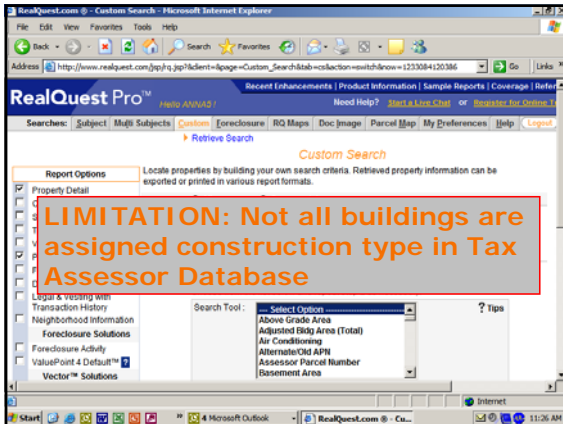 RealQuest.com ® - Custom Search - Microsoft Internet Explorer
File Edit View Favorites Tools Help
Back Search Favorites
Address http://www.realquest.com/jsp/rq.jsp?&client=&page=Custom_Search&tab=cs&action=switch&now=1233084120386 Go Links »
Recent Enhancements | Product Information | Sample Reports | Coverage | Refer
RealQuest Pro™ Hello ANNAS! Need Help? Start a Live Chat or Register for Online T
Searches: Subject Multi Subjects Custom Foreclosure RQ Maps Doc Image Parcel Map My Preferences Help Logout
Retrieve Search
Custom Search
Report Options
Locate properties by building your own search criteria. Retrieved property information can be
exported or printed in various report formats.
Property Detail
LIMITATION: Not all buildings are
assigned construction type in Tax
Assessor Database
Legal & Vesting with
Transaction History
Neighborhood Information
Foreclosure Solutions
Foreclosure Activity
ValuePoint 4 Default™ ?
Vector™ Solutions
Search Tool :
--- Select Option ---
Above Grade Area
Adjusted Bldg Area (Total)
Air Conditioning
Alternate/Old APN
Assessor Parcel Number
Basement Area
? Tips
Internet
Start » 4 Microsoft Outlook RealQuest.com ® - Cu... 11:26 AM